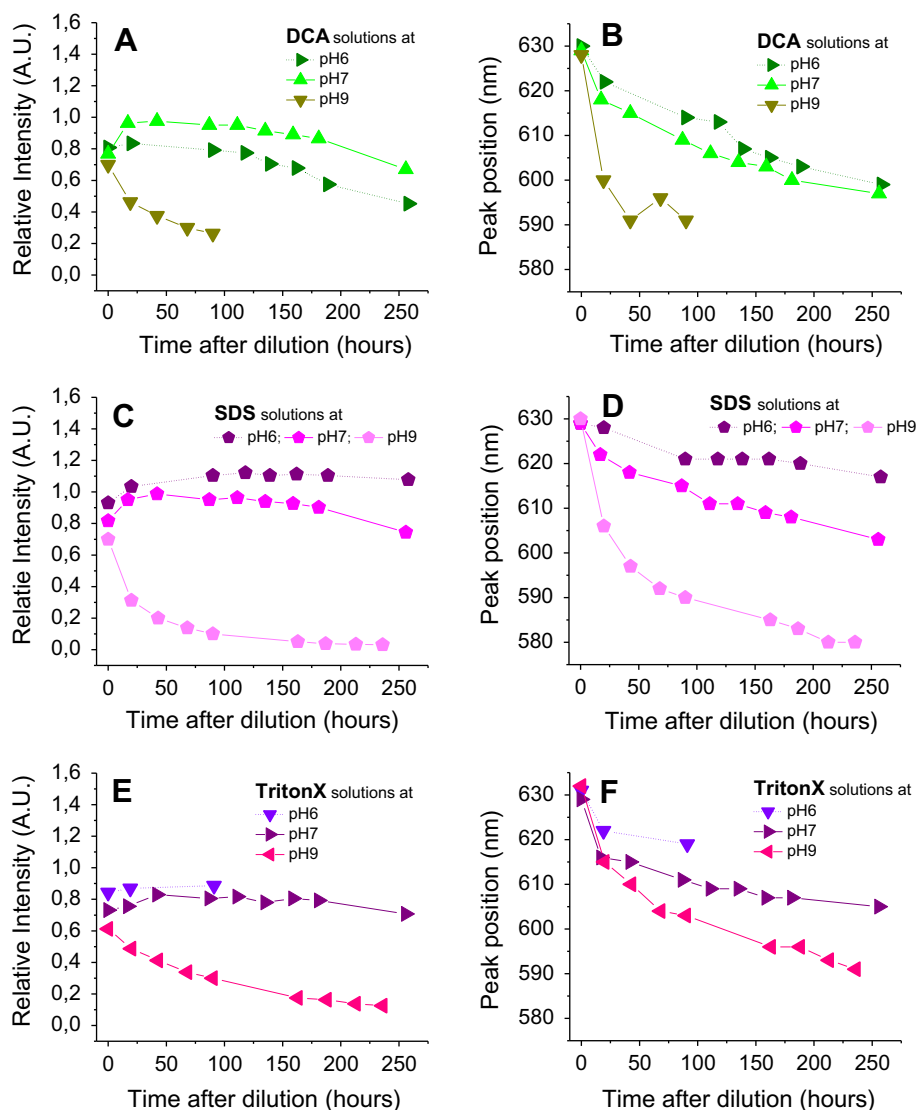 A
DCA solutions at
pH6
pH7
pH9
Relative Intensity (A.U.)
1,6
1,4
1,2
1,0
0,8
0,6
0,4
0,2
0,0
0 50 100 150 200 250
Time after dilution (hours)
B
DCA solutions at
pH6
pH7
pH9
Peak position (nm)
630
620
610
600
590
580
0 50 100 150 200 250
Time after dilution (hours)
C
SDS solutions at
pH6; pH7; pH9
Relatie Intensity (A.U.)
1,6
1,4
1,2
1,0
0,8
0,6
0,4
0,2
0,0
0 50 100 150 200 250
Time after dilution (hours)
D
SDS solutions at
pH6; pH7; pH9
Peak position (nm)
630
620
610
600
590
580
0 50 100 150 200 250
Time after dilution (hours)
E
TritonX solutions at
pH6
pH7
pH9
Relative Intensity (A.U.)
1,6
1,4
1,2
1,0
0,8
0,6
0,4
0,2
0,0
0 50 100 150 200 250
Time after dilution (hours)
F
TritonX solutions at
pH6
pH7
pH9
Peak position (nm)
630
620
610
600
590
580
0 50 100 150 200 250
Time after dilution (hours)